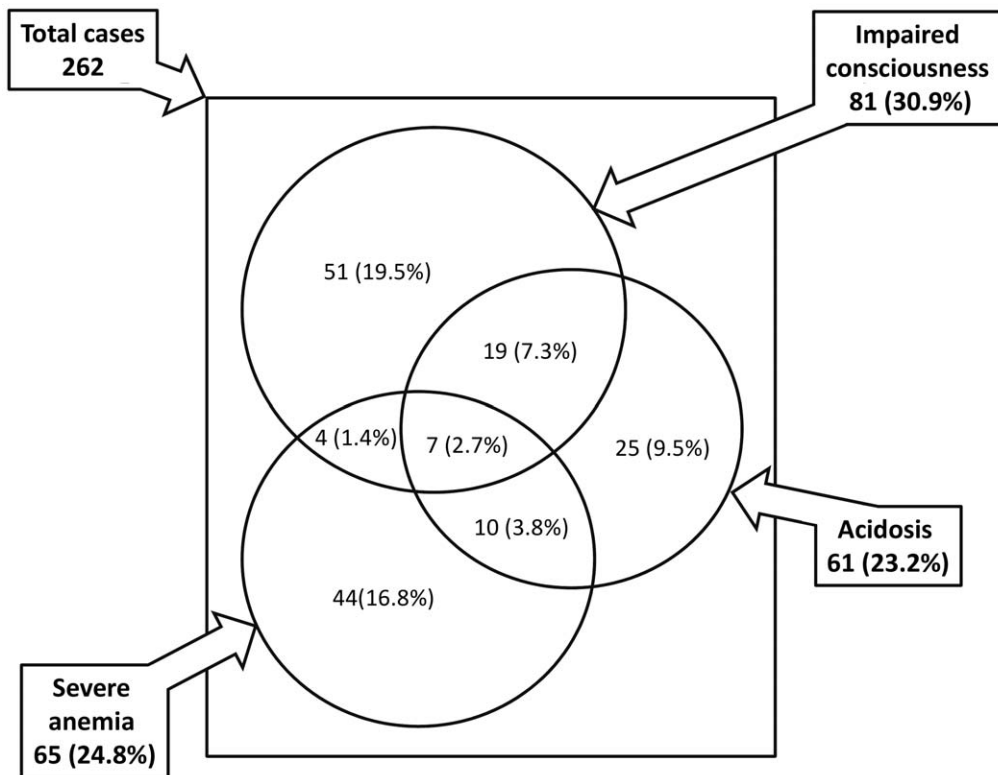 Total cases
262
Impaired
consciousness
81 (30.9%)
51 (19.5%)
19 (7.3%)
4 (1.4%)
7 (2.7%)
25 (9.5%)
10 (3.8%)
Acidosis
61 (23.2%)
44(16.8%)
Severe
anemia
65 (24.8%)